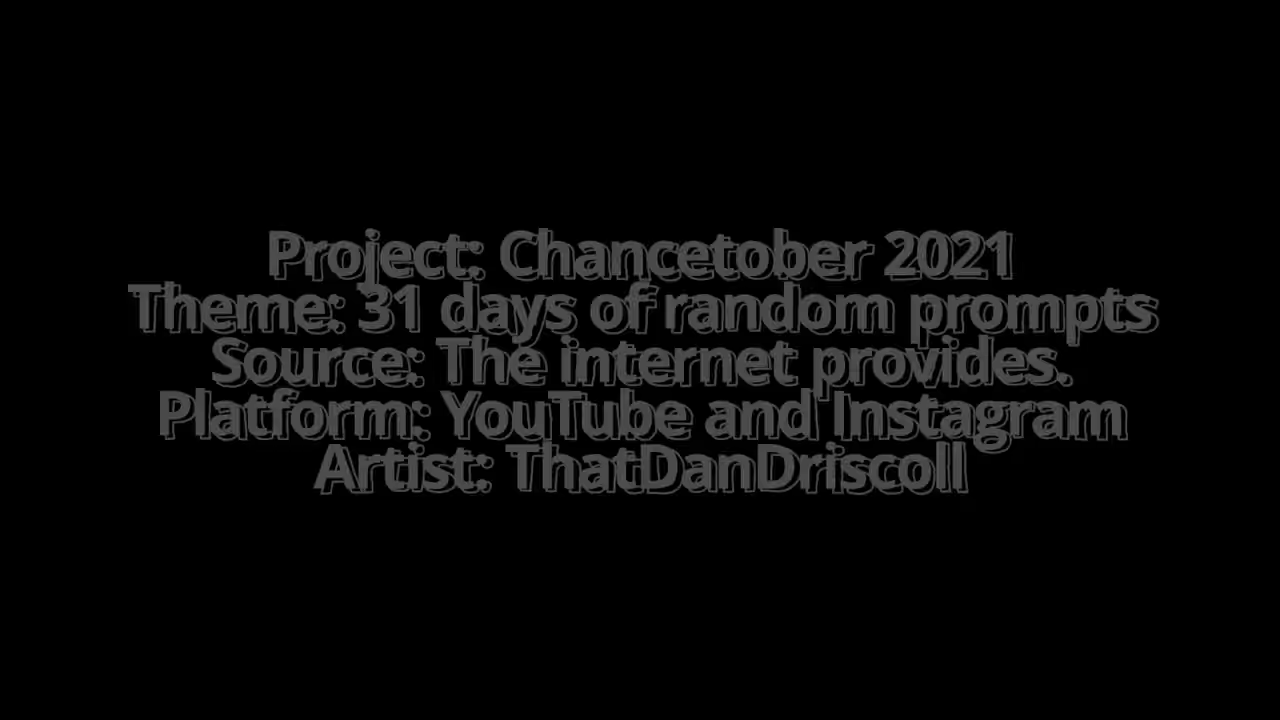 Project: Chancetober 2021
Theme: 31 days of random prompts
Source: The internet provides.
Platform: YouTube and Instagram
Artist: ThatDanDriscoll